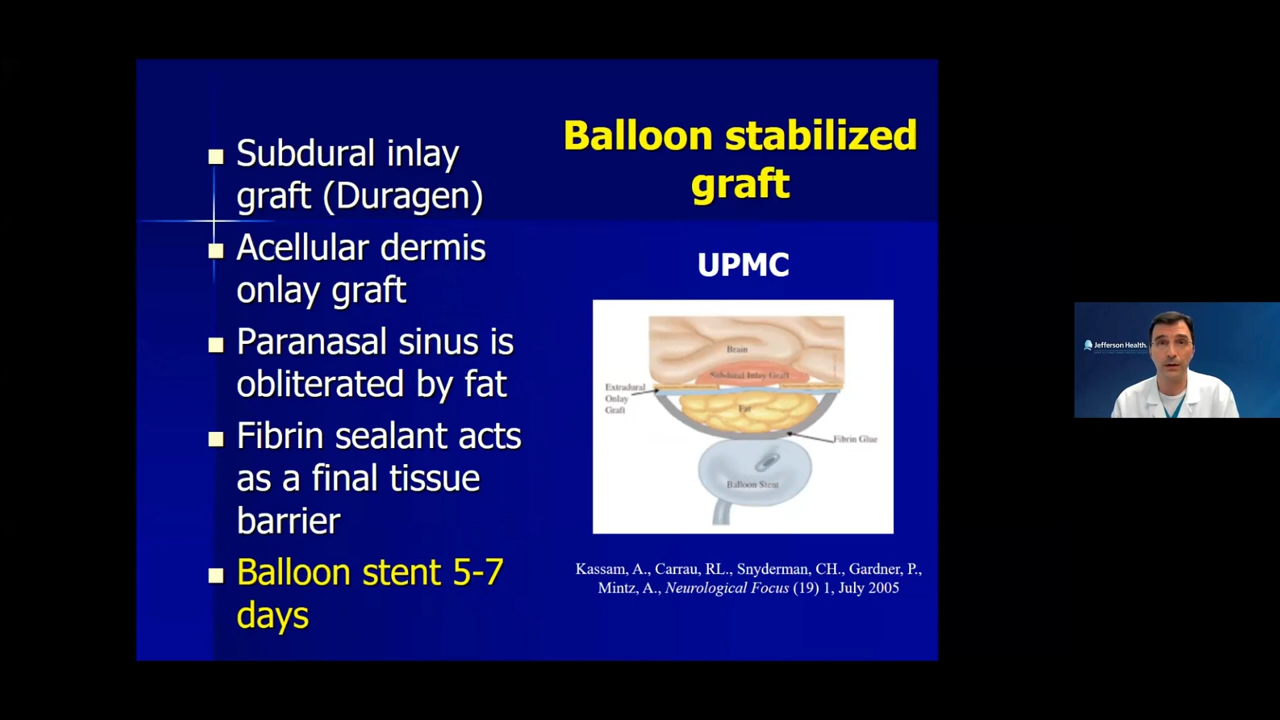 Balloon stabilized
graft
Subdural inlay
graft (Duragen)
Acellular dermis
onlay graft
Paranasal sinus is
obliterated by fat
Fibrin sealant acts
as a final tissue
barrier
Balloon stent 5-7
days
UPMC
Brain
Subdural Inlay Graft
Extradural
Onlay
Graft
Fat
Fibrin Glue
Balloon Stent
Kassam, A., Carrau, RL., Snyderman, CH., Gardner, P.,
Mintz, A., Neurological Focus (19) 1, July 2005
Jefferson Health.